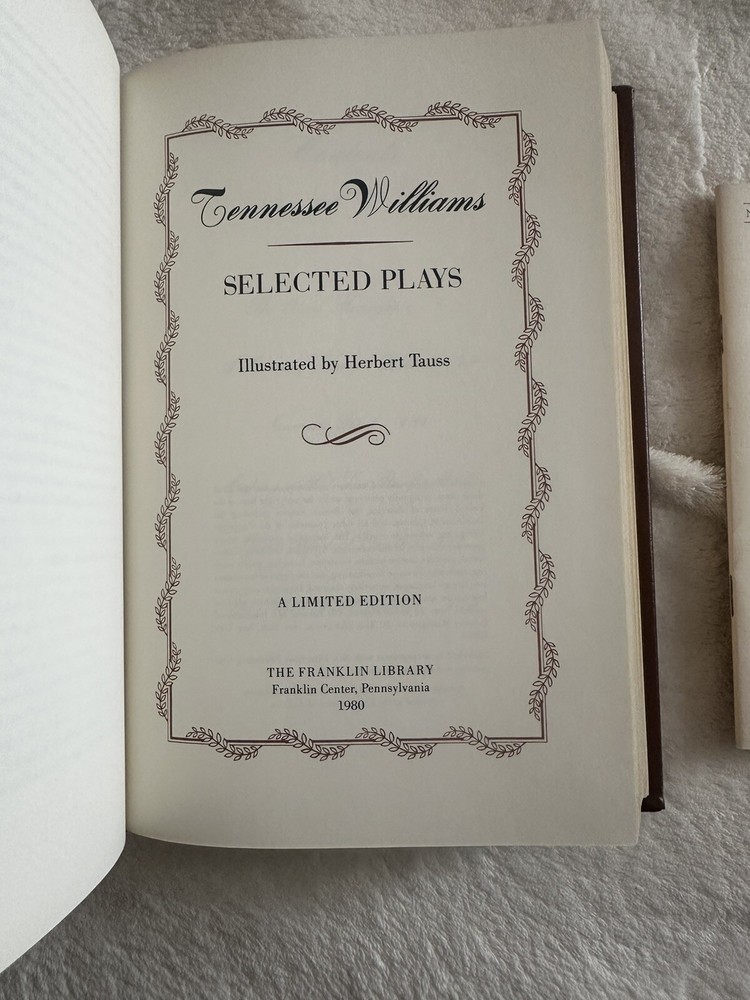 Tennessee Williams
SELECTED PLAYS
Illustrated by Herbert Tauss
A LIMITED EDITION
THE FRANKLIN LIBRARY
Franklin Center, Pennsylvania
1980